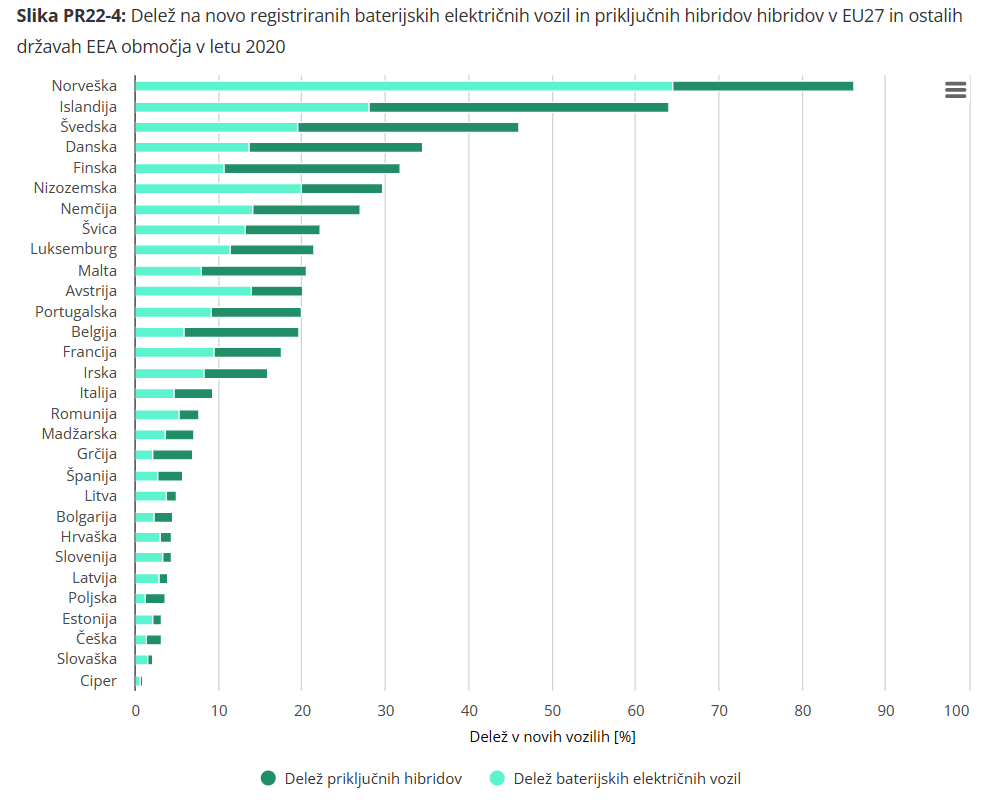 Slika PR22-4: Delež na novo registriranih baterijskih električnih vozil in priključnih hibridov hibridov v EU27 in ostalih
državah EEA območja v letu 2020
Norveška
Islandija
Švedska
Danska
Finska
Nizozemska
Nemčija
Švica
Luksemburg
Malta
Avstrija
Portugalska
Belgija
Francija
Irska
Italija
Romunija
Madžarska
Grčija
Španija
Litva
Bolgarija
Hrvaška
Slovenija
Latvija
Poljska
Estonija
Češka
Slovaška
Ciper
0 10 20 30 40 50 60 70 80 90 100
Delež v novih vozilih [%]
Delež priključnih hibridov Delež baterijskih električnih vozil